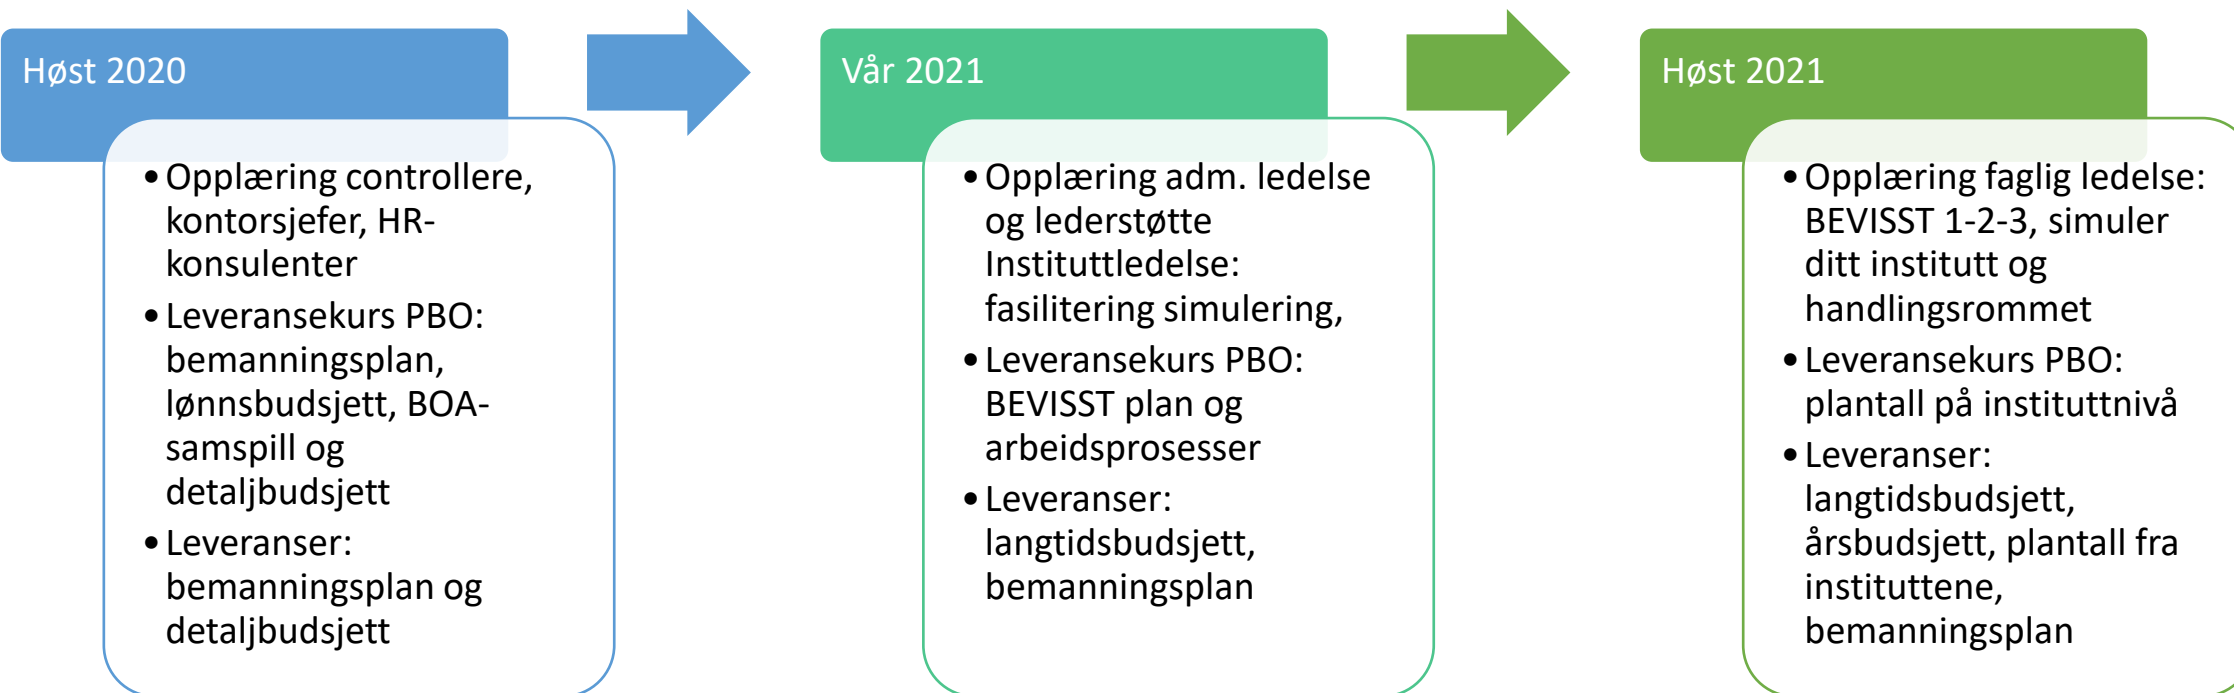 Høst 2020
• Opplæring controllere,
kontorsjefer, HR-
konsulenter
• Leveransekurs PBO:
bemanningsplan,
lønnsbudsjett, BOA-
samspill og
detaljbudsjett
• Leveranser:
bemanningsplan og
detaljbudsjett
Vår 2021
• Opplæring adm. ledelse
og lederstøtte
Instituttledelse:
fasilitering simulering,
• Leveransekurs PBO:
BEVISST plan og
arbeidsprosesser
• Leveranser:
langtidsbudsjett,
bemanningsplan
Høst 2021
• Opplæring faglig ledelse:
BEVISST 1-2-3, simuler
ditt institutt og
handlingsrommet
• Leveransekurs PBO:
plantall på instituttnivå
• Leveranser:
langtidsbudsjett,
årsbudsjett, plantall fra
instituttene,
bemanningsplan